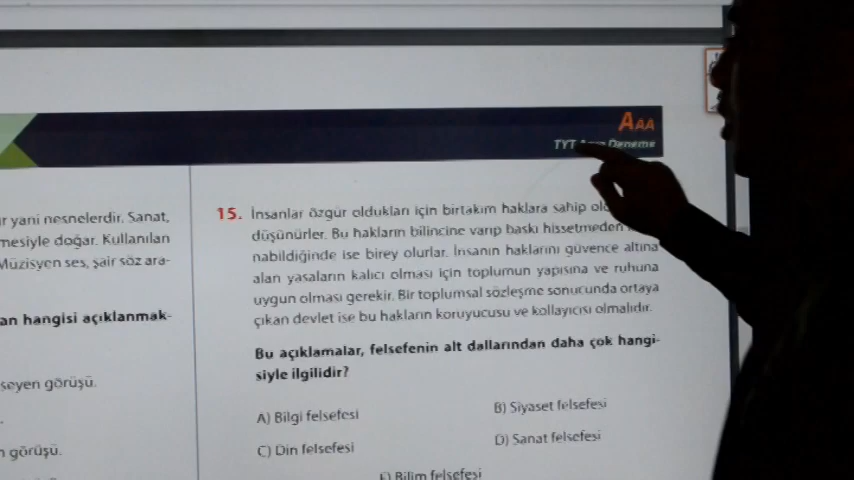 AAA
TYT Deneme
r yani nesnelerdir. Sanat,
mesiyle doğar. Kullanılan
Müzisyen ses, şair söz ara-
an hangisi açıklanmak-
seyen görüşü.
n görüşü.
15. İnsanlar özgür oldukları için birtakım haklara sahip
düşünürler. Bu hakların bilincine varıp baskı hissetmeden
nabildiğinde ise birey olurlar. İnsanın haklarını güvence altına
alan yasaların kalıcı olması için toplumun yapısına ve ruhuna
uygun olması gerekir. Bir toplumsal sözleşme sonucunda ortaya
çıkan devlet ise bu hakların koruyucusu ve kollayıcısı olmalıdır.
Bu açıklamalar, felsefenin alt dallarından daha çok hangi-
siyle ilgilidir?
A) Bilgi felsefesi
B) Siyaset felsefesi
C) Din felsefesi
D) Sanat felsefesi
E) Bilim felsefesi